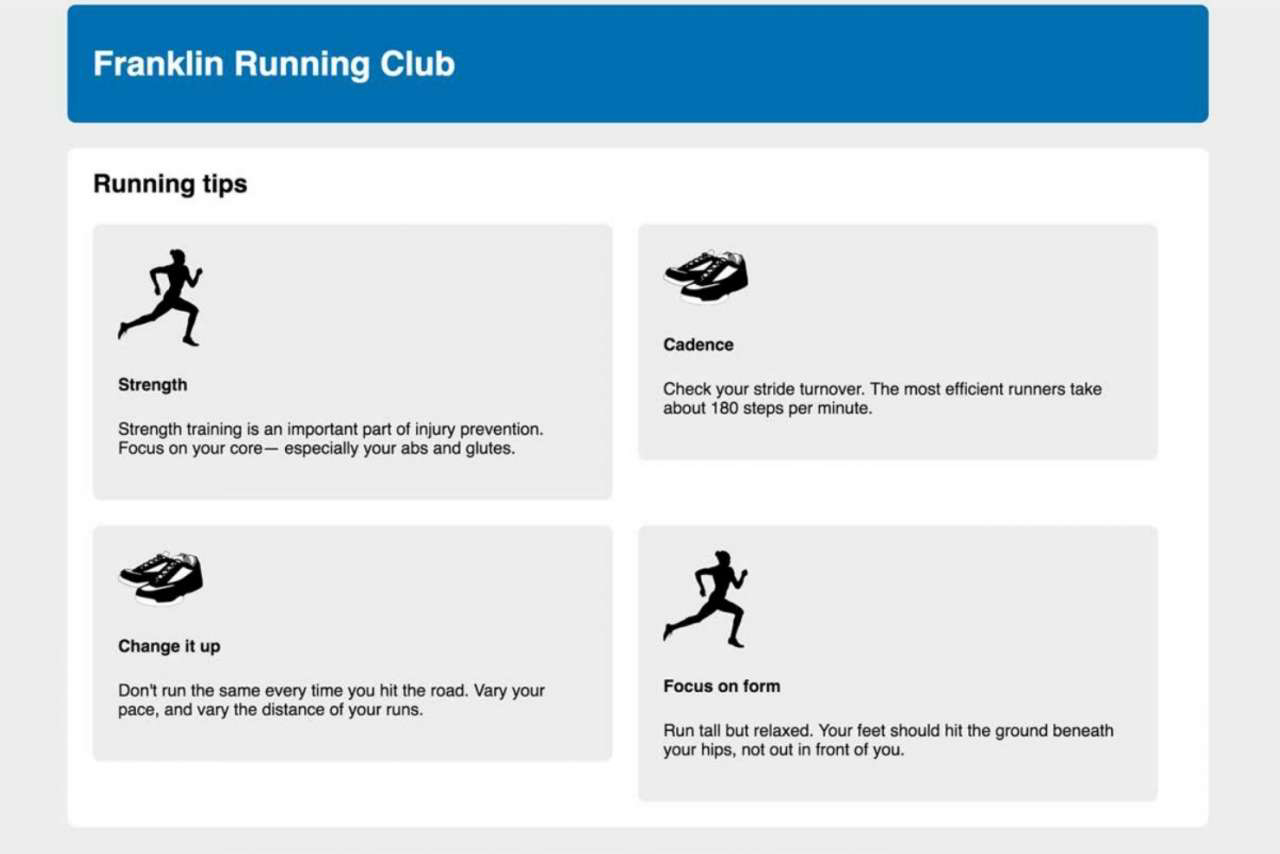 Franklin Running Club
Running tips
Strength
Strength training is an important part of injury prevention.
Focus on your core— especially your abs and glutes.
Cadence
Check your stride turnover. The most efficient runners take
about 180 steps per minute.
Change it up
Don't run the same every time you hit the road. Vary your
pace, and vary the distance of your runs.
Focus on form
Run tall but relaxed. Your feet should hit the ground beneath
your hips, not out in front of you.